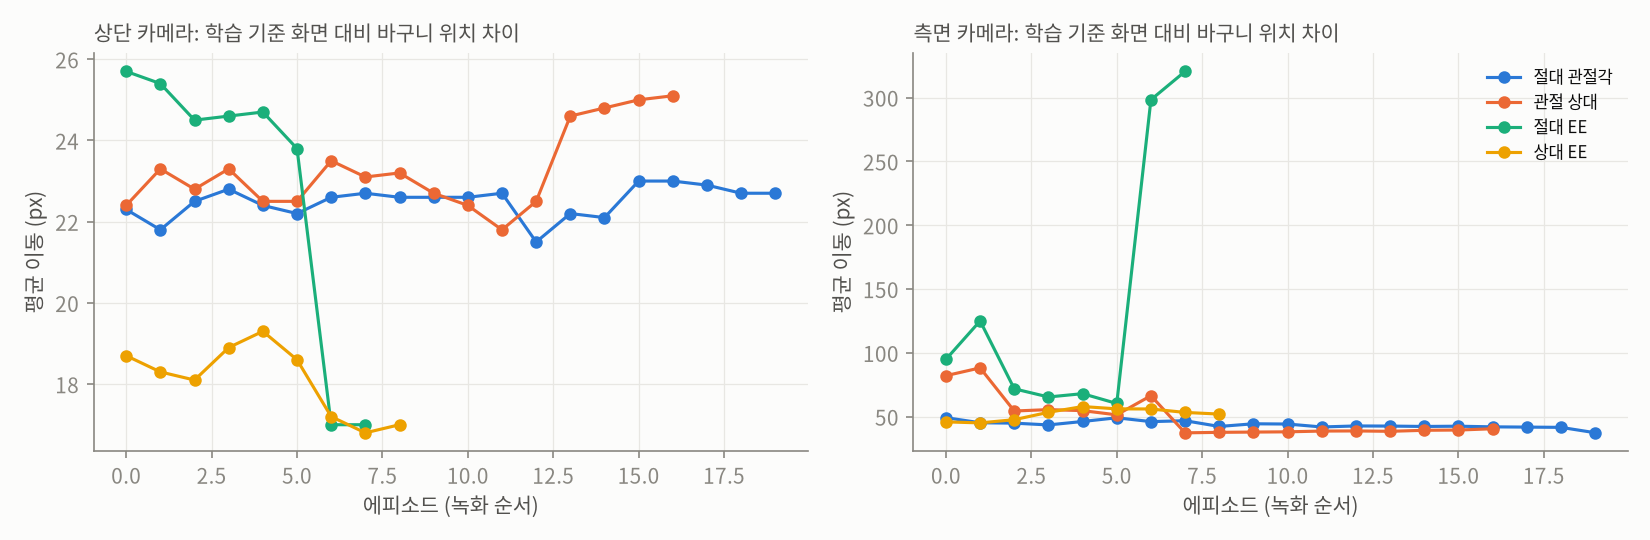 상단 카메라: 학습 기준 화면 대비 바구니 위치 차이
평균 이동 (px)
26
24
22
20
18
0.0 2.5 5.0 7.5 10.0 12.5 15.0 17.5
에피소드 (녹화 순서)
측면 카메라: 학습 기준 화면 대비 바구니 위치 차이
평균 이동 (px)
300
250
200
150
100
50
0.0 2.5 5.0 7.5 10.0 12.5 15.0 17.5
에피소드 (녹화 순서)
절대 관절각
관절 상대
절대 EE
상대 EE